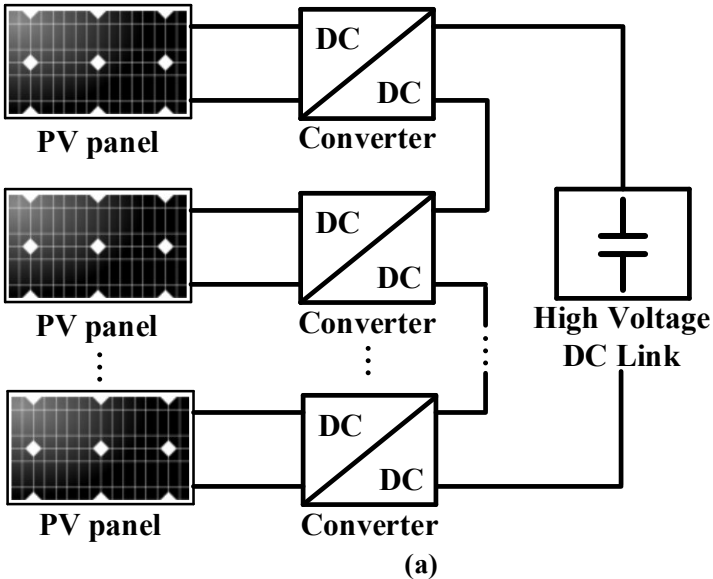 DC
DC
PV panel
Converter
DC
DC
PV panel
Converter
High Voltage
DC Link
DC
DC
PV panel
Converter
(a)